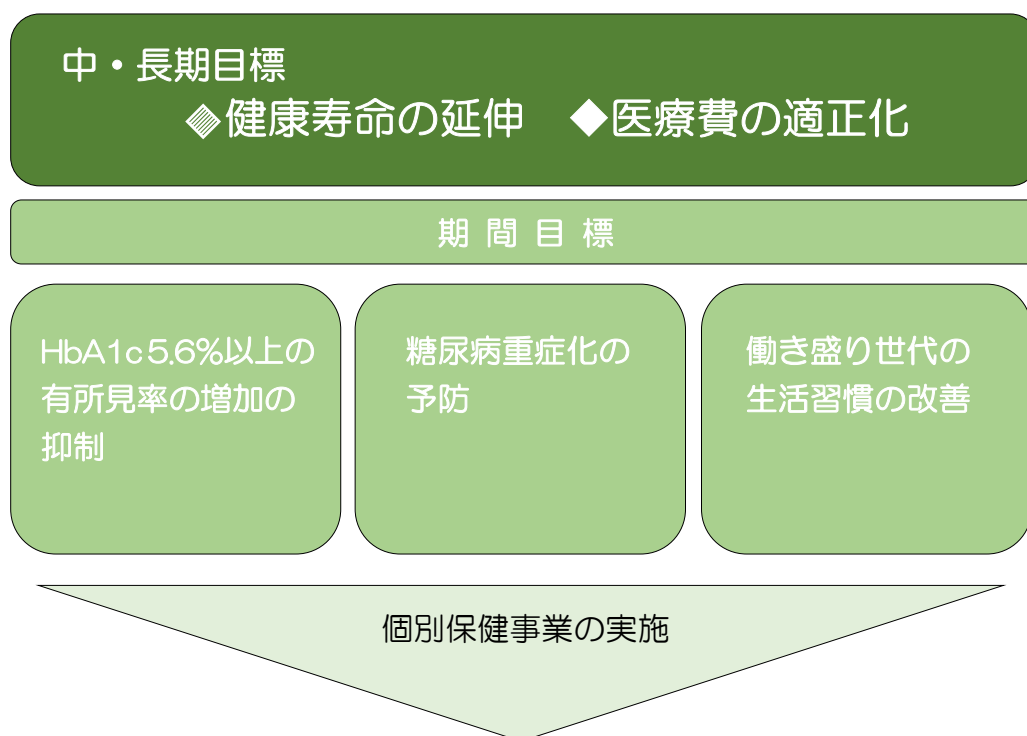 中・長期目標
◈健康寿命の延伸　◆医療費の適正化
期 間 目 標
HbA1c 5.6%以上の
有所見率の増加の
抑制
糖尿病重症化の
予防
働き盛り世代の
生活習慣の改善
個別保健事業の実施